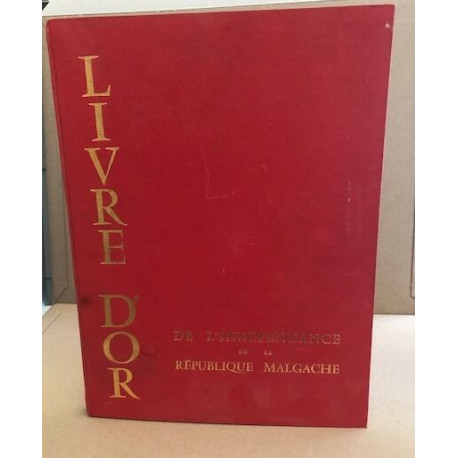 LIVRE D'OR
DE L'INDÉPENDANCE
DE LA
RÉPUBLIQUE MALGACHE